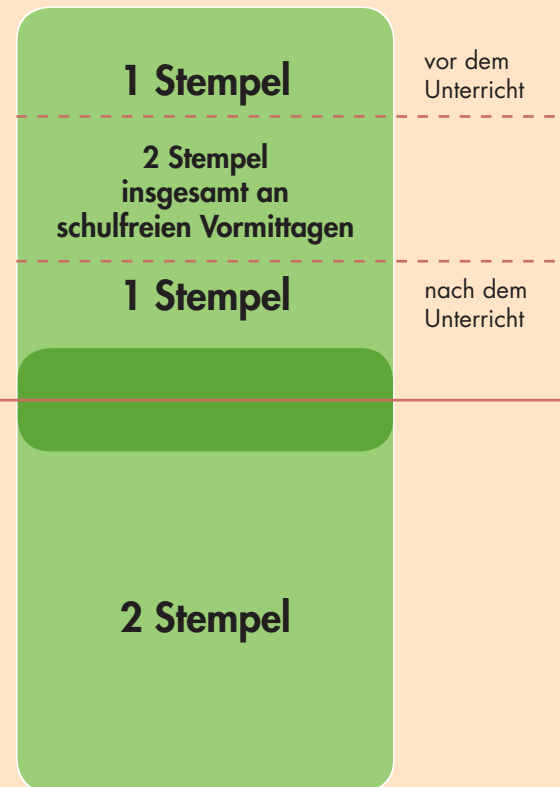 1 Stempel
vor dem
Unterricht
2 Stempel
insgesamt an
schulfreien Vormittagen
1 Stempel
nach dem
Unterricht
2 Stempel